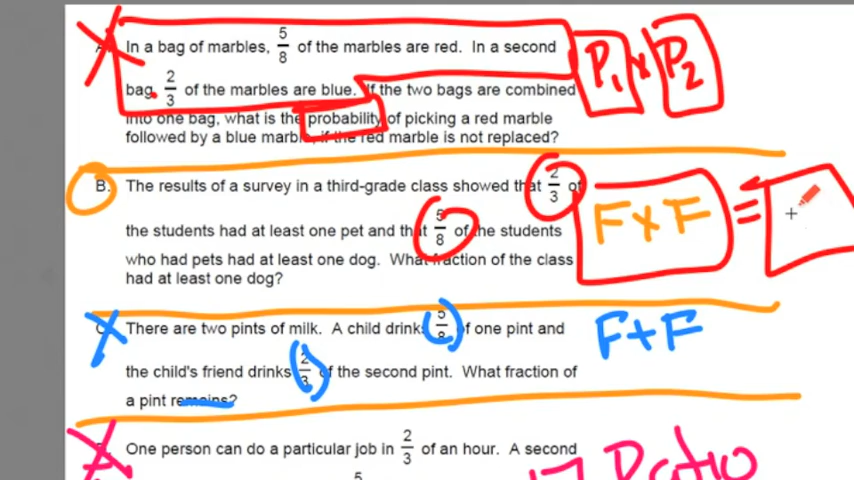 In a bag of marbles, 5/8 of the marbles are red. In a second
bag, 2/3 of the marbles are blue. If the two bags are combined
into one bag, what is the probability of picking a red marble
followed by a blue marble, if the red marble is not replaced?
P1 x P2
B. The results of a survey in a third-grade class showed that 2/3 of
the students had at least one pet and that 5/8 of the students
who had pets had at least one dog. What fraction of the class
had at least one dog?
F x F =
C. There are two pints of milk. A child drinks 5/8 of one pint and
the child's friend drinks 2/3 of the second pint. What fraction of
a pint remains?
F + F
One person can do a particular job in 2/3 of an hour. A second
5
Ratio